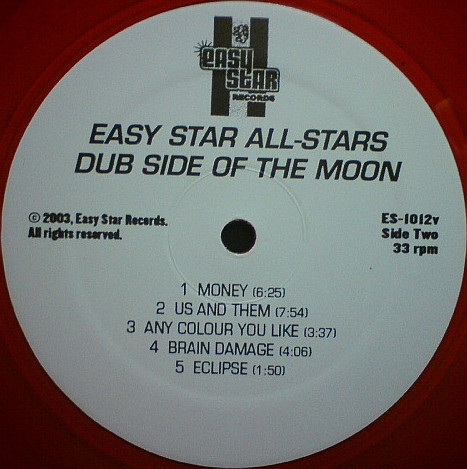 easy
star
RECORDS
EASY STAR ALL-STARS
DUB SIDE OF THE MOON
© 2003, Easy Star Records.
All rights reserved.
ES-1012v
Side Two
33 rpm
1 MONEY (6:25)
2 US AND THEM (7:54)
3 ANY COLOUR YOU LIKE (3:37)
4 BRAIN DAMAGE (4:06)
5 ECLIPSE (1:50)